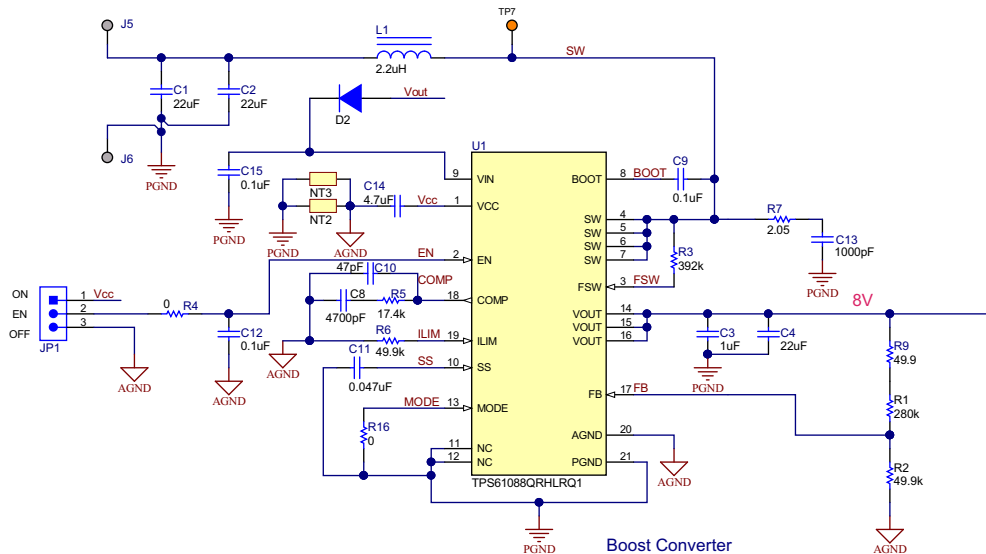 J5
TP7
L1
SW
2.2uH
C1
22uF
C2
22uF
Vout
D2
J6
PGND
U1
C15
0.1uF
PGND
NT3
NT2
C14
4.7uF
Vcc
PGND
AGND
9 VIN
1 VCC
2 EN
18 COMP
19 ILIM
10 SS
13 MODE
11 NC
12 NC
BOOT 8
SW 4
SW 5
SW 6
SW 7
FSW 3
VOUT 14
VOUT 15
VOUT 16
FB 17
AGND 20
PGND 21
TPS61088QRHLRQ1
BOOT
C9
0.1uF
R7
2.05
C13
1000pF
PGND
R3
392k
FSW
8V
C3
1uF
C4
22uF
PGND
R9
49.9
R1
280k
FB
R2
49.9k
AGND
AGND
EN
47pF
C10
COMP
C8
4700pF
R5
17.4k
R6
49.9k
ILIM
AGND
C11
0.047uF
SS
MODE
R16
0
ON
EN
OFF
1
2
3
JP1
Vcc
0
R4
C12
0.1uF
AGND
AGND
PGND
Boost Converter